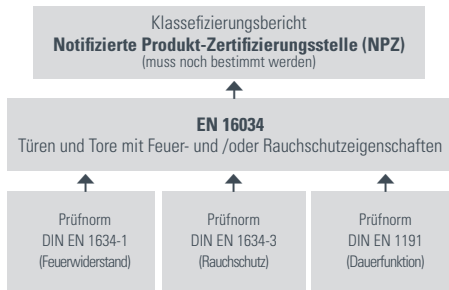 Klassefizierungsbericht
Notifizierte Produkt-Zertifizierungsstelle (NPZ)
(muss noch bestimmt werden)
EN 16034
Türen und Tore mit Feuer- und /oder Rauchschutzeigenschaften
Prüfnorm
DIN EN 1634-1
(Feuerwiderstand)
Prüfnorm
DIN EN 1634-3
(Rauchschutz)
Prüfnorm
DIN EN 1191
(Dauerfunktion)